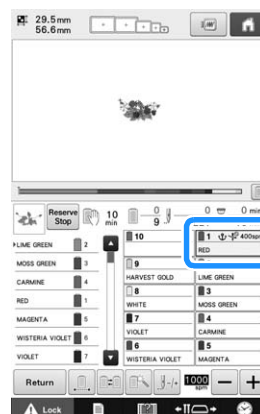 29.5mm
56.6mm
Reserve Stop
10 min
0
9
0
0 min
LIME GREEN 2
MOSS GREEN 3
CARMINE 4
RED 1
MAGENTA 5
WISTERIA VIOLET 6
VIOLET 7
10
1 400spm
RED
9
HARVEST GOLD
LIME GREEN
8
WHITE
3
MOSS GREEN
7
VIOLET
4
CARMINE
6
WISTERIA VIOLET
5
MAGENTA
Return
1000 spm
Lock